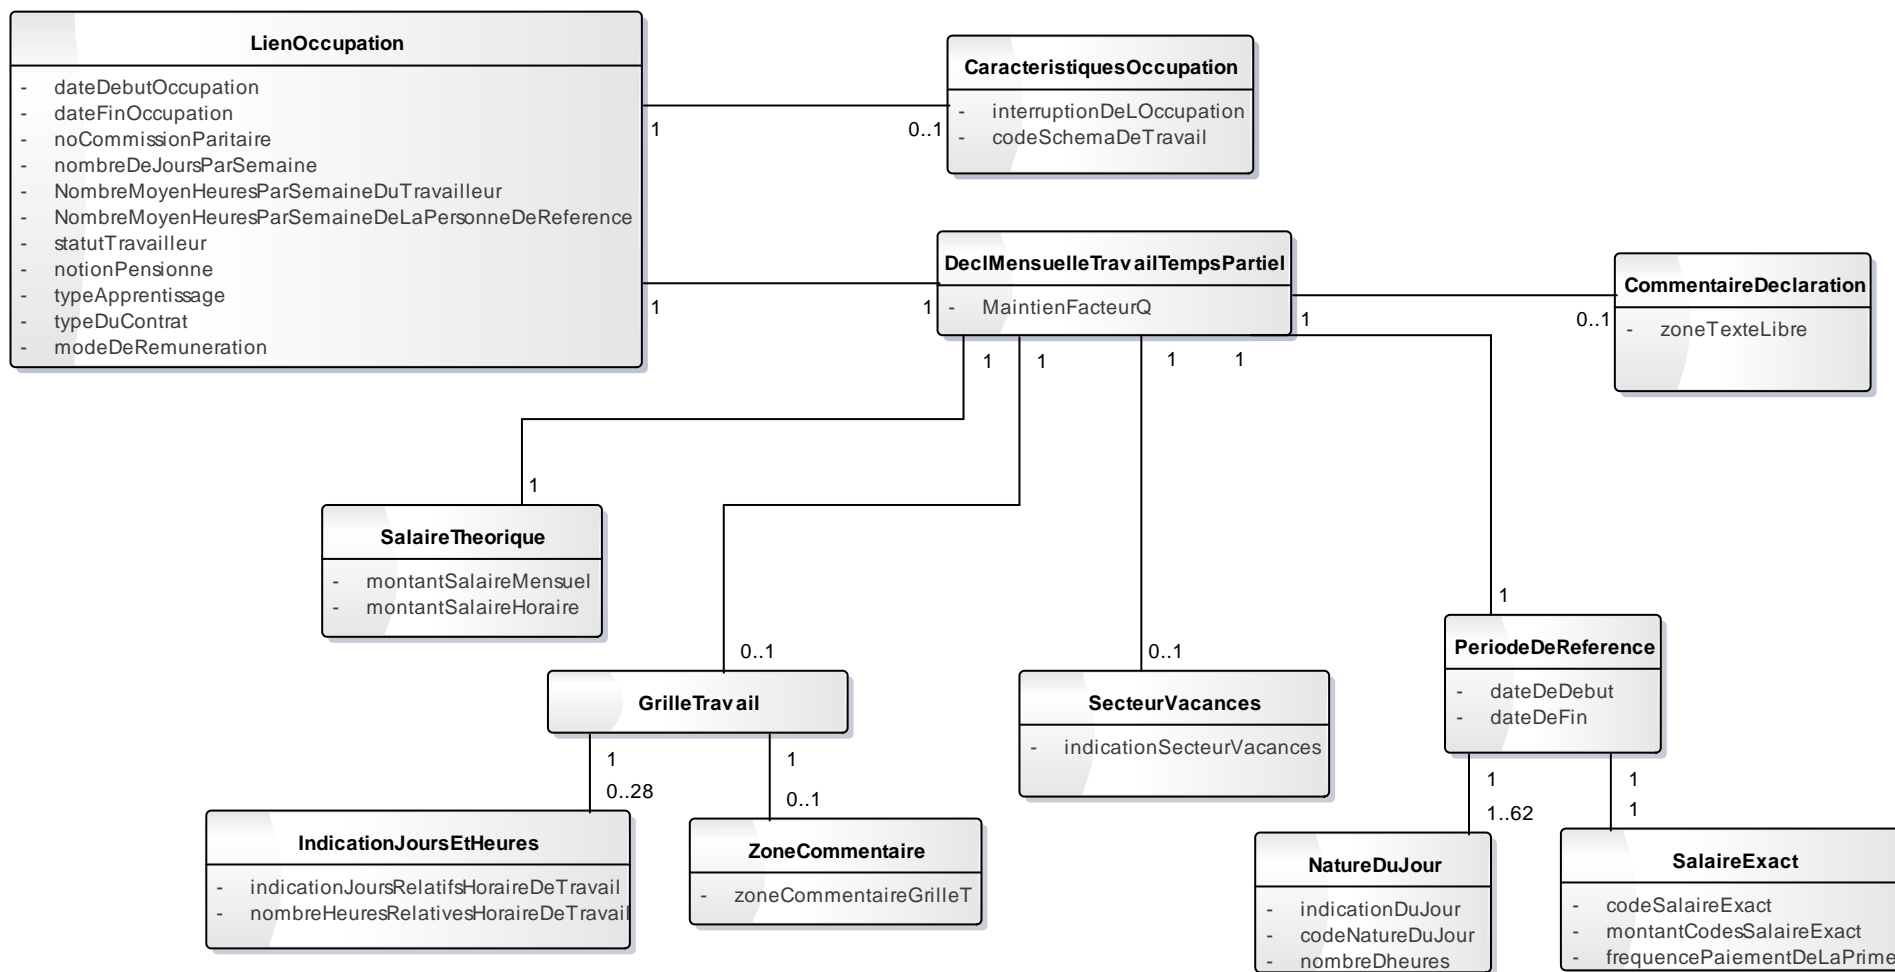 LienOccupation
- dateDebutOccupation
- dateFinOccupation
- noCommissionParitaire
- nombreDeJoursParSemaine
- NombreMoyenHeuresParSemaineDuTravailleur
- NombreMoyenHeuresParSemaineDeLaPersonneDeReference
- statutTravailleur
- notionPensionne
- typeApprentissage
- typeDuContrat
- modeDeRemuneration
CaracteristiquesOccupation
- interruptionDeLOccupation
- codeSchemaDeTravail
1
0..1
DeclMensuelleTravailTempsPartiel
- MaintienFacteurQ
1
1
CommentaireDeclaration
- zoneTexteLibre
1
0..1
1
1
1
1
1
SalaireTheorique
- montantSalaireMensuel
- montantSalaireHoraire
0..1
GrilleTravail
0..1
SecteurVacances
- indicationSecteurVacances
1
PeriodeDeReference
- dateDeDebut
- dateDeFin
1
0..28
1
0..1
1
1..62
1
1
IndicationJoursEtHeures
- indicationJoursRelatifsHoraireDeTravail
- nombreHeuresRelativesHoraireDeTravail
ZoneCommentaire
- zoneCommentaireGrilleT
NatureDuJour
- indicationDuJour
- codeNatureDuJour
- nombreDheures
SalaireExact
- codeSalaireExact
- montantCodesSalaireExact
- frequencePaiementDeLaPrime